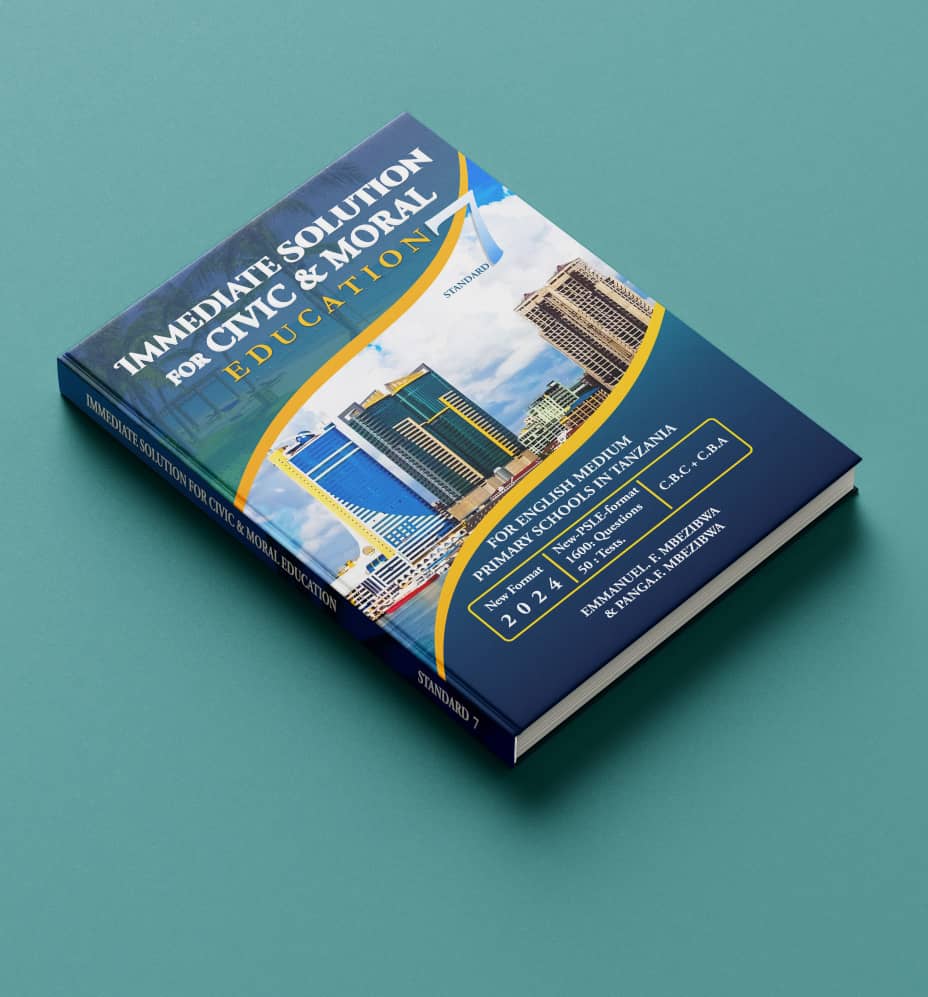 IMMEDIATE SOLUTION
FOR CIVIC & MORAL
EDUCATION
7
STANDARD
FOR ENGLISH MEDIUM
PRIMARY SCHOOLS IN TANZANIA
New Format
2024
New-PSLE-format
1600+ Questions
50 : Tests.
C.B.C + C.B.A
EMMANUEL. F. MBEZIBWA
& PANGA.F. MBEZIBWA
IMMEDIATE SOLUTION FOR CIVIC & MORAL EDUCATION
STANDARD 7